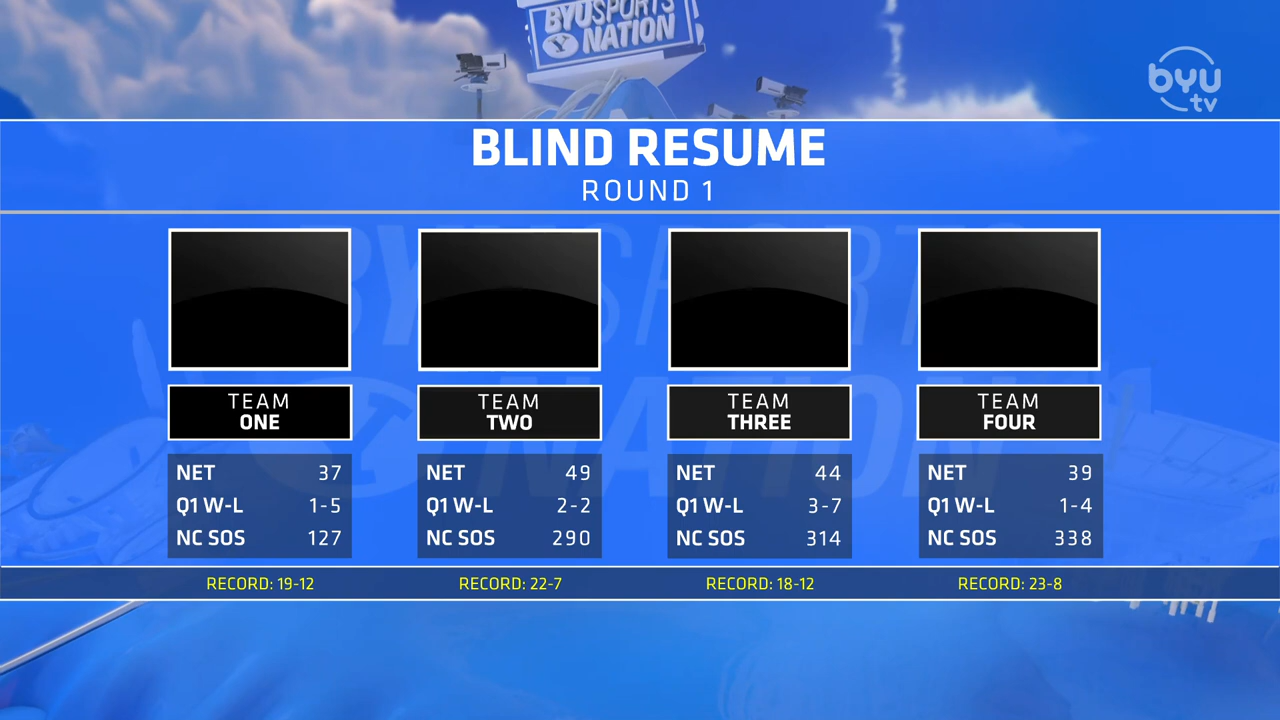 BYUSPORTS
NATION
byu
tv
BLIND RESUME
ROUND 1
BYUSPORTS
NATION
TEAM
ONE
TEAM
TWO
TEAM
THREE
TEAM
FOUR
NET 37
Q1 W-L 1-5
NC SOS 127
NET 49
Q1 W-L 2-2
NC SOS 290
NET 44
Q1 W-L 3-7
NC SOS 314
NET 39
Q1 W-L 1-4
NC SOS 338
RECORD: 19-12
RECORD: 22-7
RECORD: 18-12
RECORD: 23-8